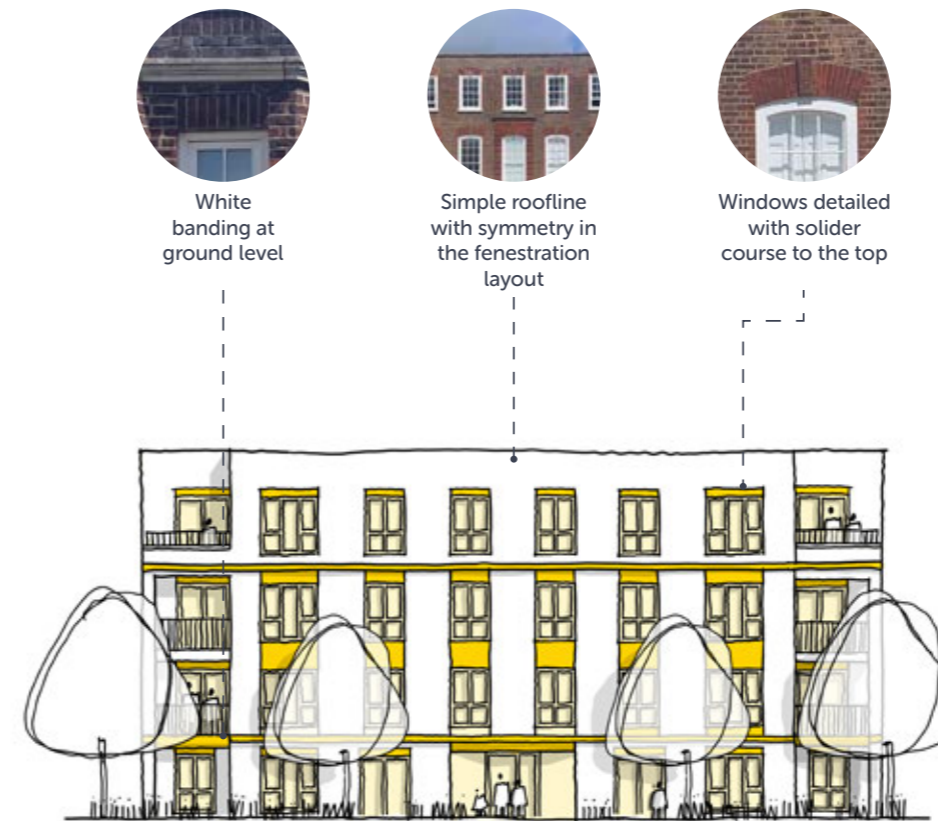 White
banding at
ground level
Simple roofline
with symmetry in
the fenestration
layout
Windows detailed
with solider
course to the top